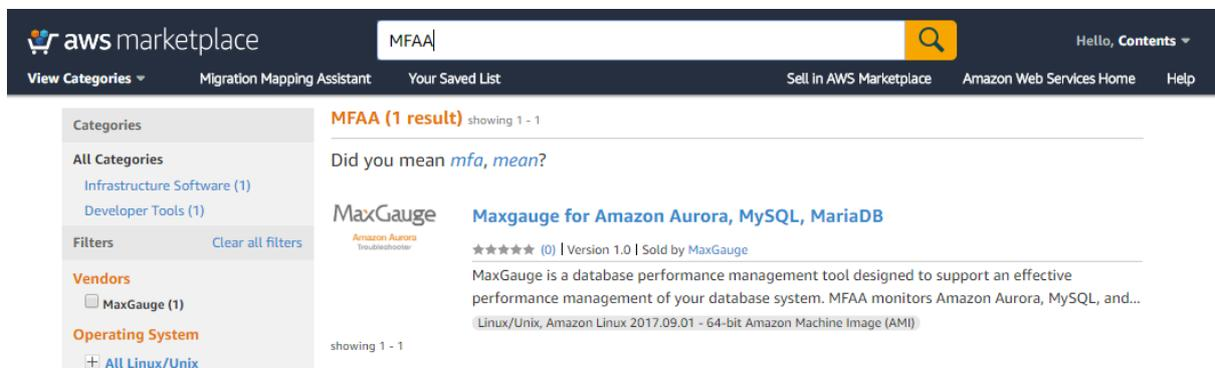 aws marketplace
MFAA
Hello, Contents
View Categories
Migration Mapping Assistant
Your Saved List
Sell in AWS Marketplace
Amazon Web Services Home
Help
Categories
All Categories
Infrastructure Software (1)
Developer Tools (1)
Filters Clear all filters
Vendors
MaxGauge (1)
Operating System
+ All Linux/Unix
MFAA (1 result) showing 1 - 1
Did you mean mfa, mean?
MaxGauge
Amazon Aurora
Troubleshooter
Maxgauge for Amazon Aurora, MySQL, MariaDB
★★★★★ (0) | Version 1.0 | Sold by MaxGauge
MaxGauge is a database performance management tool designed to support an effective
performance management of your database system. MFAA monitors Amazon Aurora, MySQL, and...
Linux/Unix, Amazon Linux 2017.09.01 - 64-bit Amazon Machine Image (AMI)
showing 1 - 1